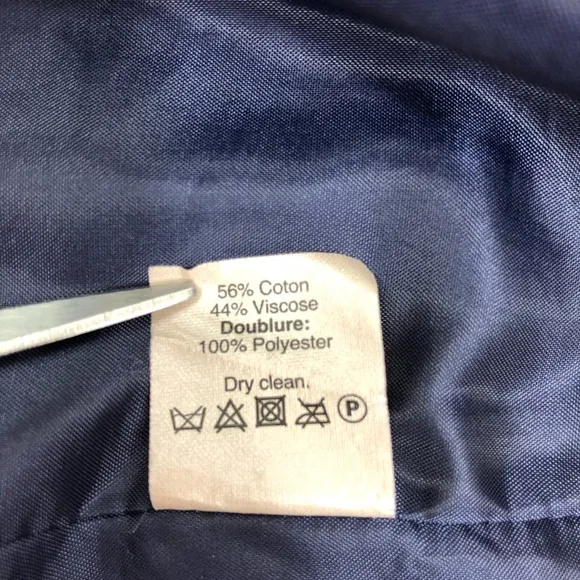 56% Coton
44% Viscose
Doublure:
100% Polyester
Dry clean.
P